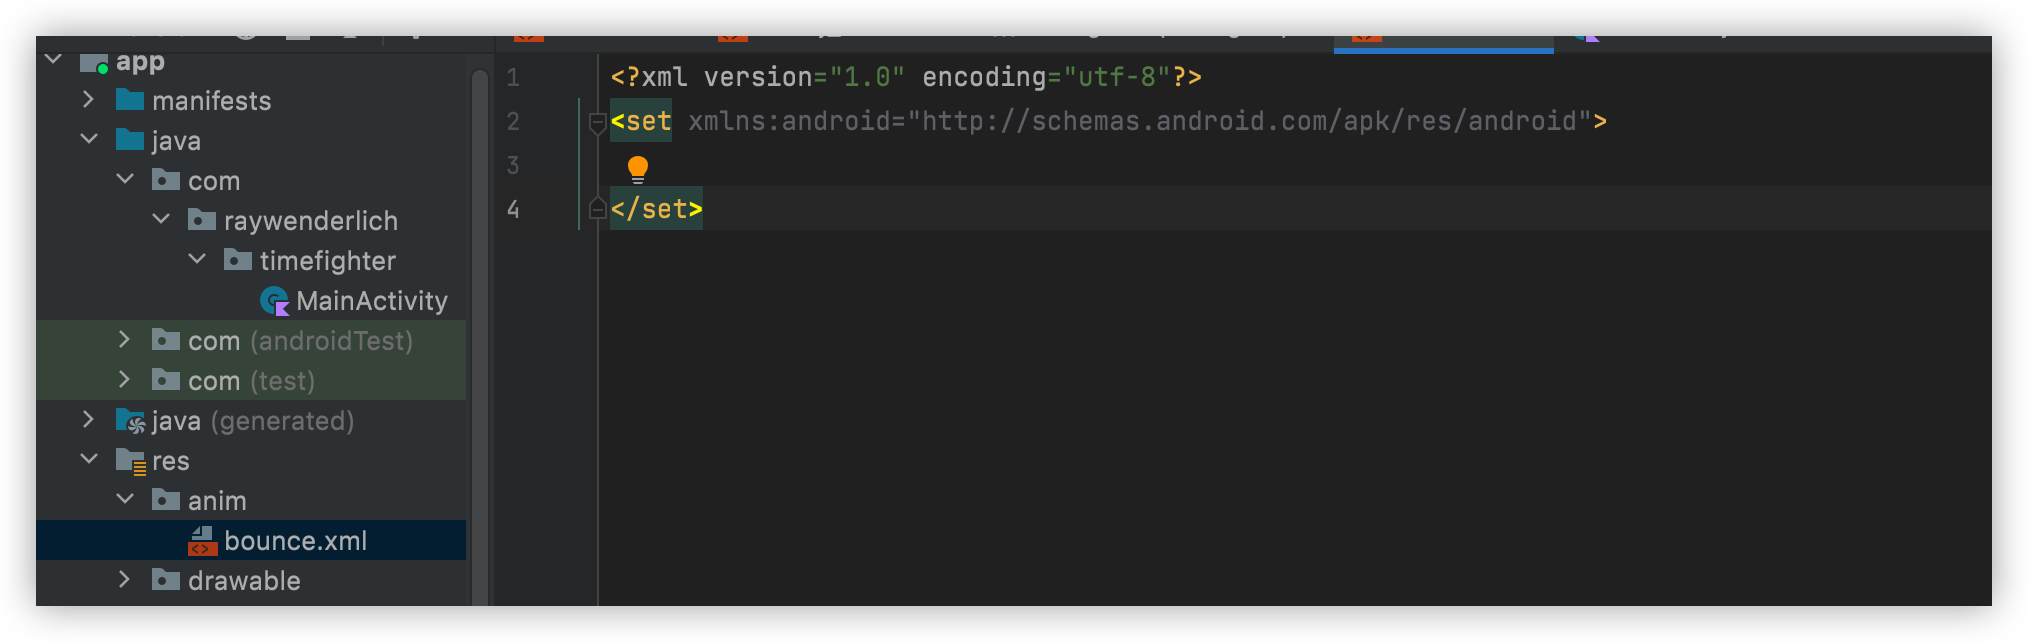 app
manifests
java
com
raywenderlich
timefighter
MainActivity
com (androidTest)
com (test)
java (generated)
res
anim
bounce.xml
drawable
1 <?xml version="1.0" encoding="utf-8"?>
2 <set xmlns:android="http://schemas.android.com/apk/res/android">
3
4 </set>